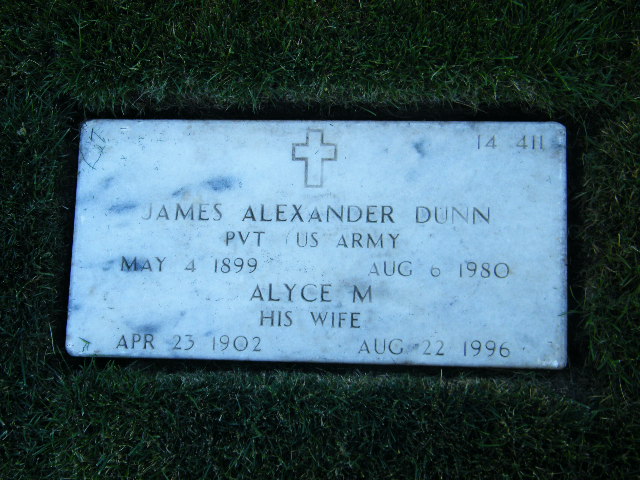 14 411
JAMES ALEXANDER DUNN
PVT US ARMY
MAY 4 1899 AUG 6 1980
ALYCE M
HIS WIFE
APR 23 1902 AUG 22 1996